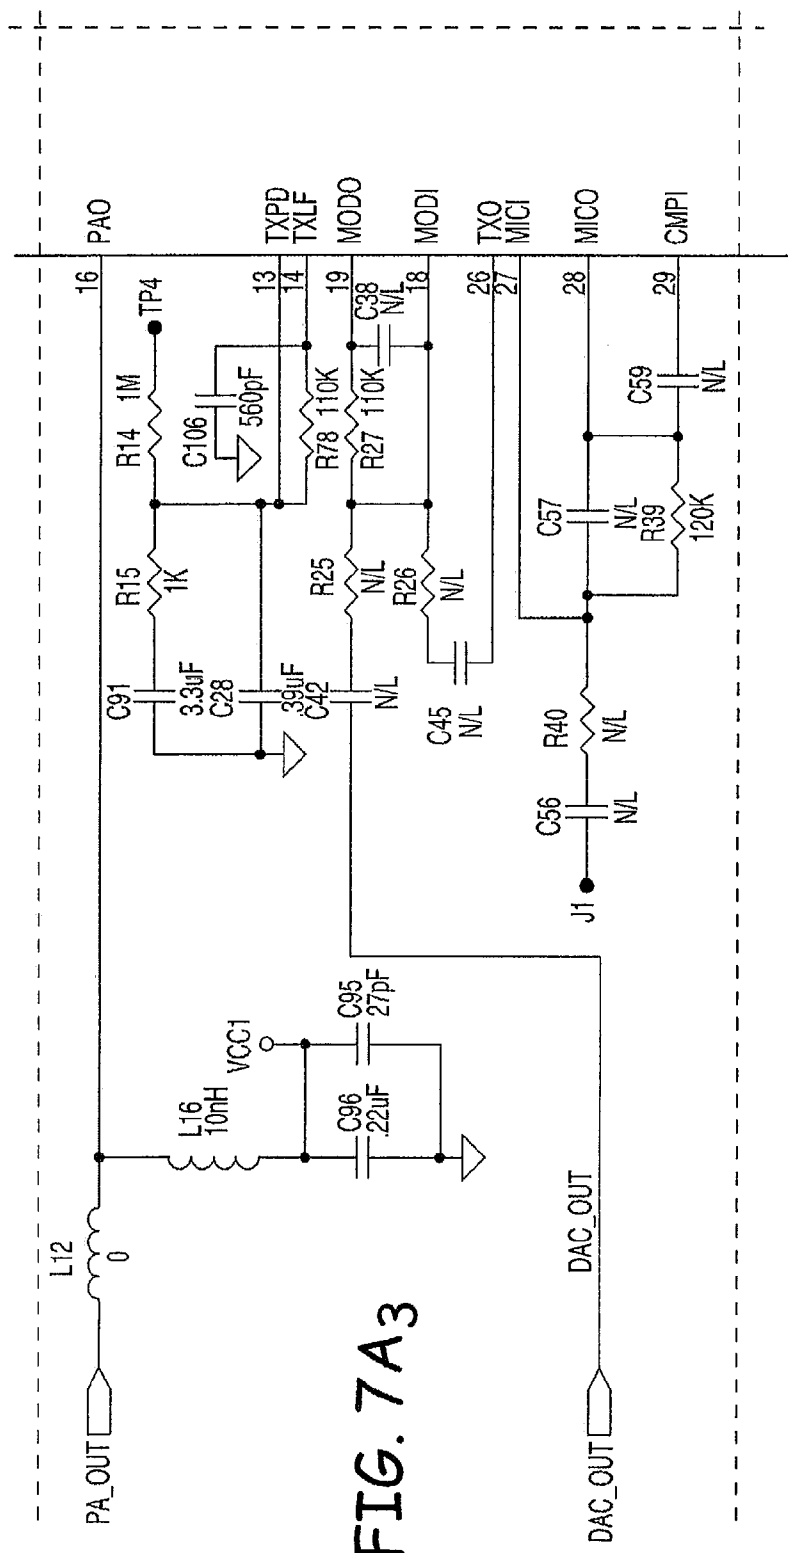 PAO
16
TXPD
TXLF
13
14
MODO
19
MODI
18
TXO
MICI
26
27
MICO
28
CMPI
29
TP4
R14 1M
C106
560pF
R78 110K
R27 110K
C38
N/L
R15
1K
R25
N/L
R26
N/L
C91
3.3uF
C28
.39uF
C42
N/L
C45
N/L
C57
N/L
R39
120K
C59
N/L
R40
N/L
C56
N/L
J1
VCC1
L16
10nH
C95
27pF
C96
.22uF
L12
0
PA_OUT
DAC_OUT
DAC_OUT
FIG. 7A3